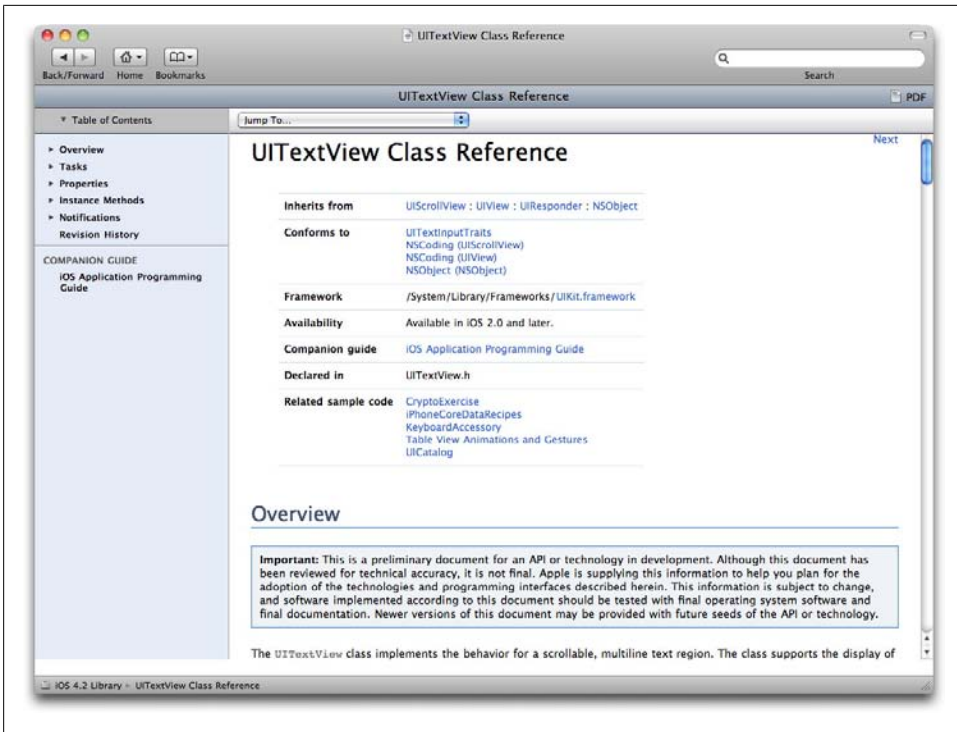 UITextView Class Reference
Back/Forward Home Bookmarks
Search
UITextView Class Reference
PDF
Table of Contents
Jump To...
Overview
Tasks
Properties
Instance Methods
Notifications
Revision History
COMPANION GUIDE
iOS Application Programming
Guide
Next
UITextView Class Reference
Inherits from UIScrollView : UIView : UIResponder : NSObject
Conforms to UITextInputTraits
NSCoding (UIScrollView)
NSCoding (UIView)
NSObject (NSObject)
Framework /System/Library/Frameworks/UIKit.framework
Availability Available in iOS 2.0 and later.
Companion guide iOS Application Programming Guide
Declared in UITextView.h
Related sample code CryptoExercise
iPhoneCoreDataRecipes
KeyboardAccessory
Table View Animations and Gestures
UICatalog
Overview
Important: This is a preliminary document for an API or technology in development. Although this document has
been reviewed for technical accuracy, it is not final. Apple is supplying this information to help you plan for the
adoption of the technologies and programming interfaces described herein. This information is subject to change,
and software implemented according to this document should be tested with final operating system software and
final documentation. Newer versions of this document may be provided with future seeds of the API or technology.
The UITextView class implements the behavior for a scrollable, multiline text region. The class supports the display of
iOS 4.2 Library UITextView Class Reference